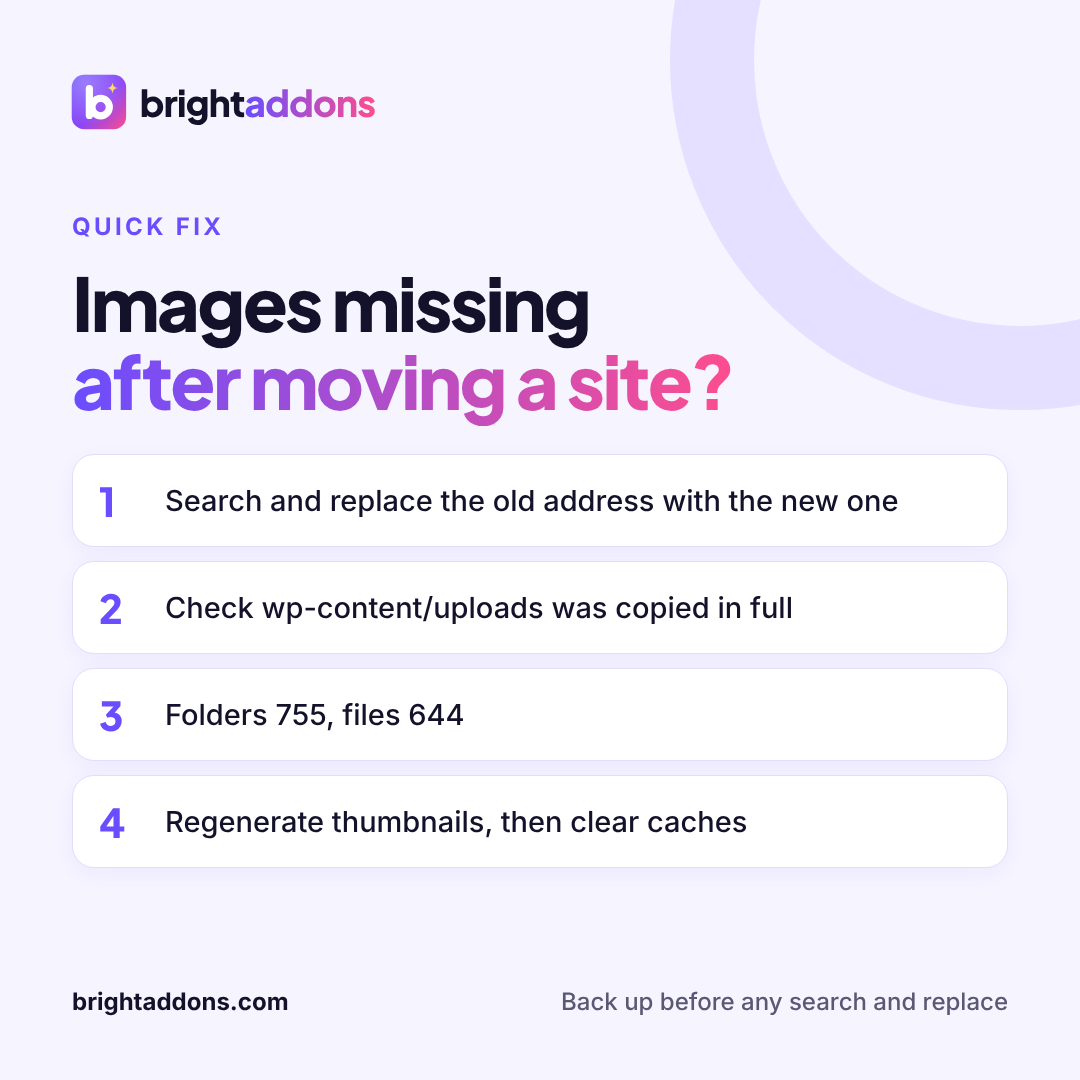 brightaddons
QUICK FIX
Images missing
after moving a site?
1 Search and replace the old address with the new one
2 Check wp-content/uploads was copied in full
3 Folders 755, files 644
4 Regenerate thumbnails, then clear caches
brightaddons.com
Back up before any search and replace